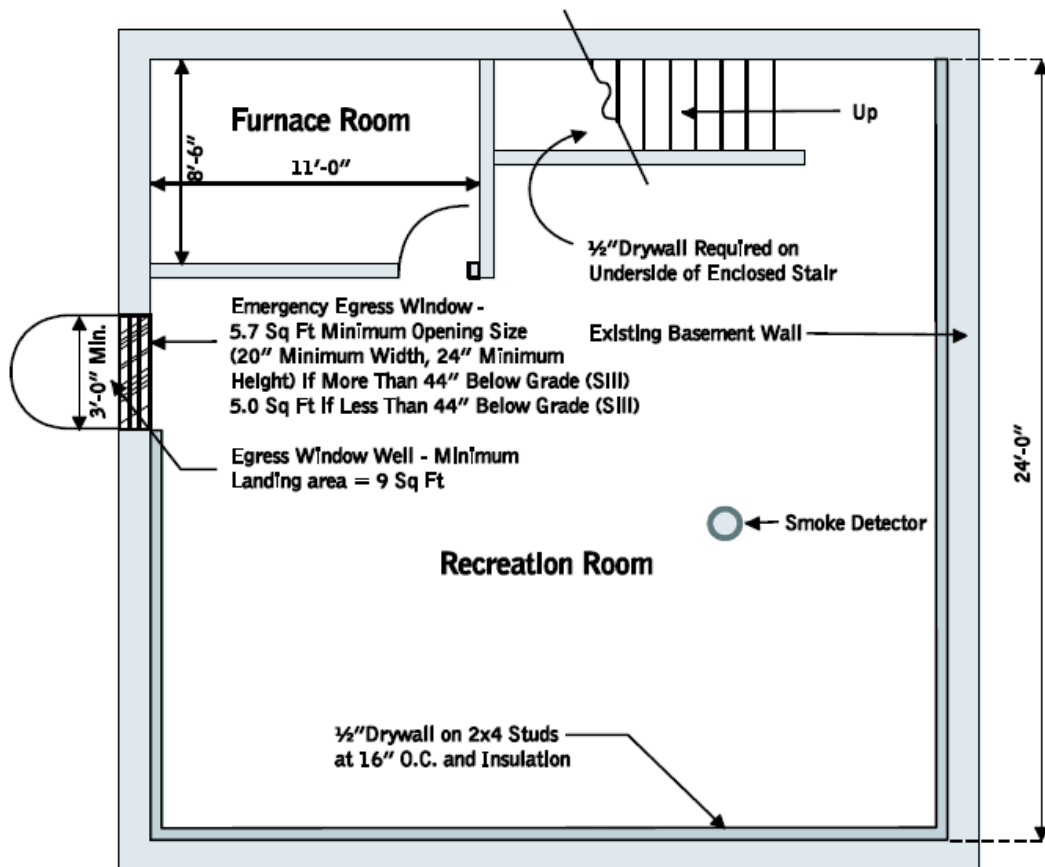 Furnace Room
8'-6"
11'-0"
Up
½"Drywall Required on
Underside of Enclosed Stair
Emergency Egress Window -
5.7 Sq Ft Minimum Opening Size
(20" Minimum Width, 24" Minimum
Height) If More Than 44" Below Grade (Sill)
5.0 Sq Ft If Less Than 44" Below Grade (Sill)
Existing Basement Wall
3'-0" Min.
24'-0"
Egress Window Well - Minimum
Landing area = 9 Sq Ft
Smoke Detector
Recreation Room
½"Drywall on 2x4 Studs
at 16" O.C. and Insulation